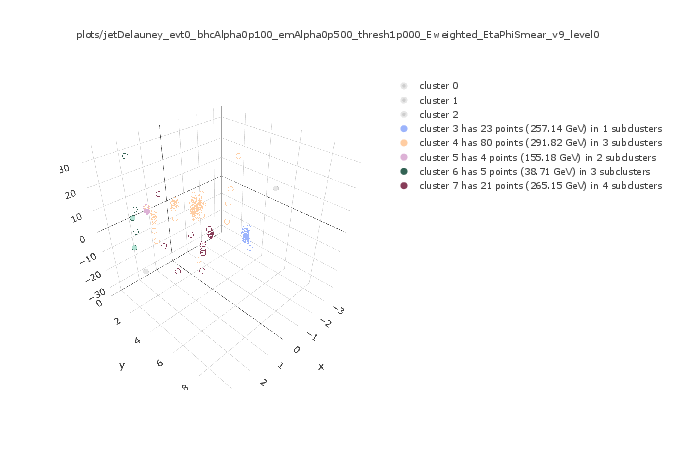 plots/jetDelauney_evt0_bhcAlpha0p100_emAlpha0p500_thresh1p000_Eweighted_EtaPhiSmear_v9_level0
cluster 0
cluster 1
cluster 2
cluster 3 has 23 points (257.14 GeV) in 1 subclusters
cluster 4 has 80 points (291.82 GeV) in 3 subclusters
cluster 5 has 4 points (155.18 GeV) in 2 subclusters
cluster 6 has 5 points (38.71 GeV) in 3 subclusters
cluster 7 has 21 points (265.15 GeV) in 4 subclusters
30
20
10
0
−10
−20
−30
0
2
4
6
8
y
−3
−2
−1
0
1
2
x